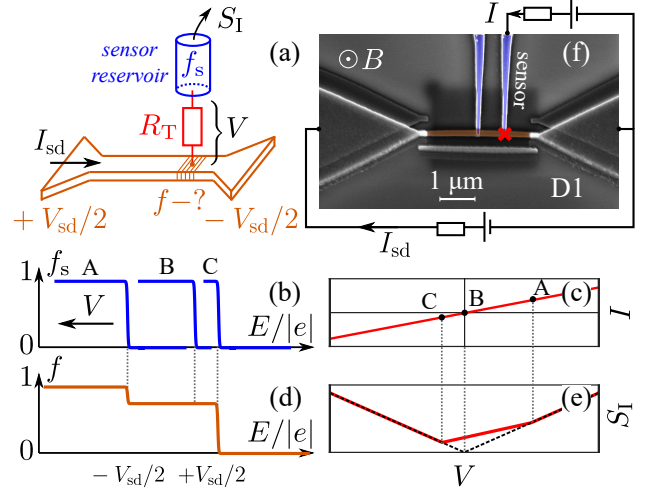 S_I
(a)
sensor
reservoir
f_s
R_T
V
I_sd
f−?
+ V_sd/2
− V_sd/2
I
⊙B
(f)
sensor
1 μm
D1
I_sd
1
f_s
A
B
C
V
(b)
E/|e|
0
1
f
(d)
E/|e|
0
− V_sd/2
+V_sd/2
C
B
A
(c)
I
(e)
S_I
V